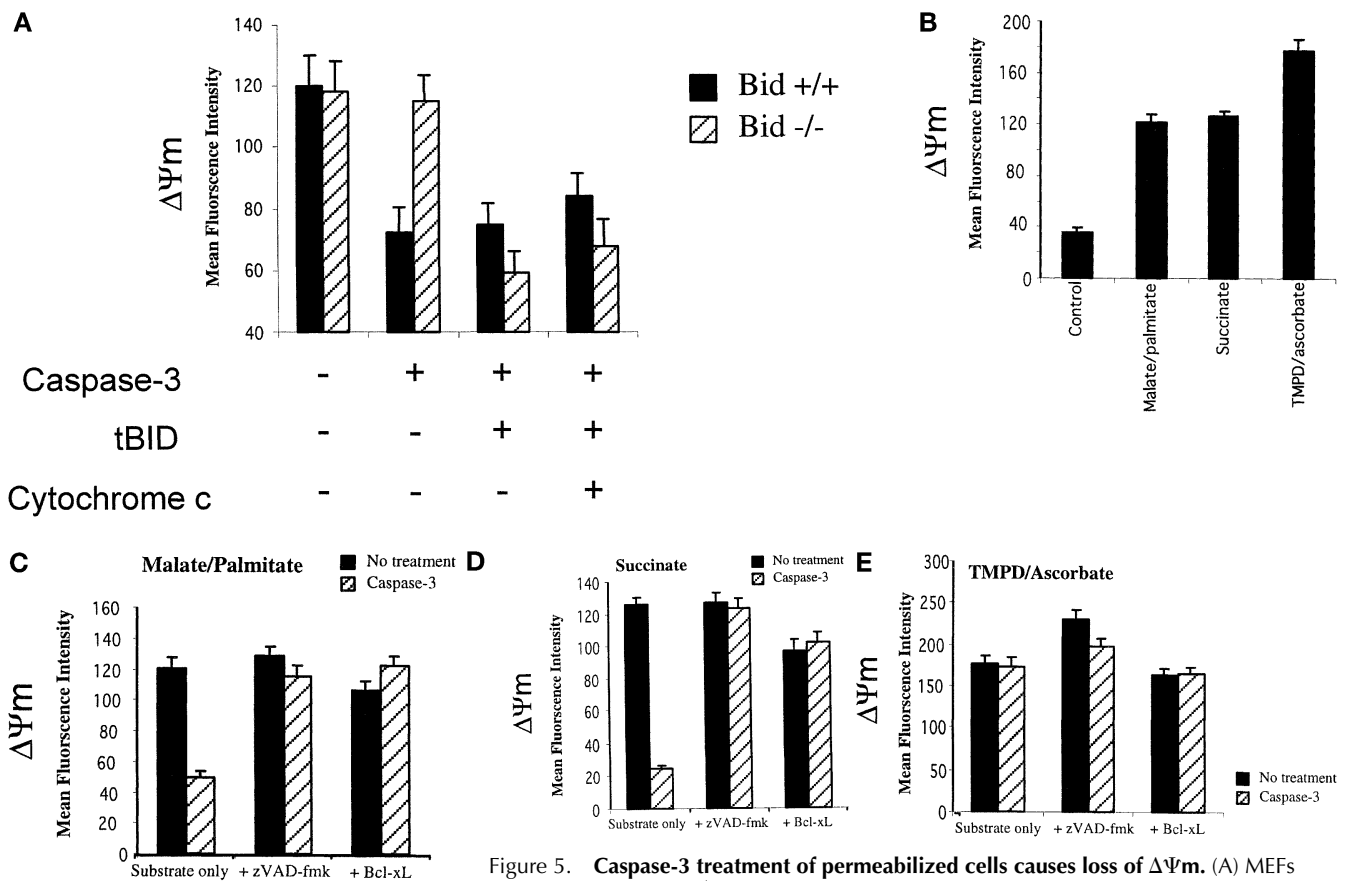 A
140
120
100
80
60
40
ΔΨm
Mean Fluorscence Intensity
Bid +/+
Bid -/-
Caspase-3 - + + +
tBID - - + +
Cytochrome c - - - +
B
200
160
120
80
40
0
ΔΨm
Mean Fluorescence Intensity
Control
Malate/palmitate
Succinate
TMPD/ascorbate
C
Malate/Palmitate
No treatment
Caspase-3
160
140
120
100
80
60
40
20
0
ΔΨm
Mean Fluorescence Intensity
Substrate only + zVAD-fmk + Bcl-xL
D
Succinate
No treatment
Caspase-3
140
120
100
80
60
40
20
0
ΔΨm
Mean Fluorescence Intensity
Substrate only + zVAD-fmk + Bcl-xL
E
TMPD/Ascorbate
300
250
200
150
100
50
0
ΔΨm
Mean Fluorescence Intensity
No treatment
Caspase-3
Substrate only + zVAD-fmk + Bcl-xL
Figure 5. Caspase-3 treatment of permeabilized cells causes loss of ΔΨm. (A) MEFs